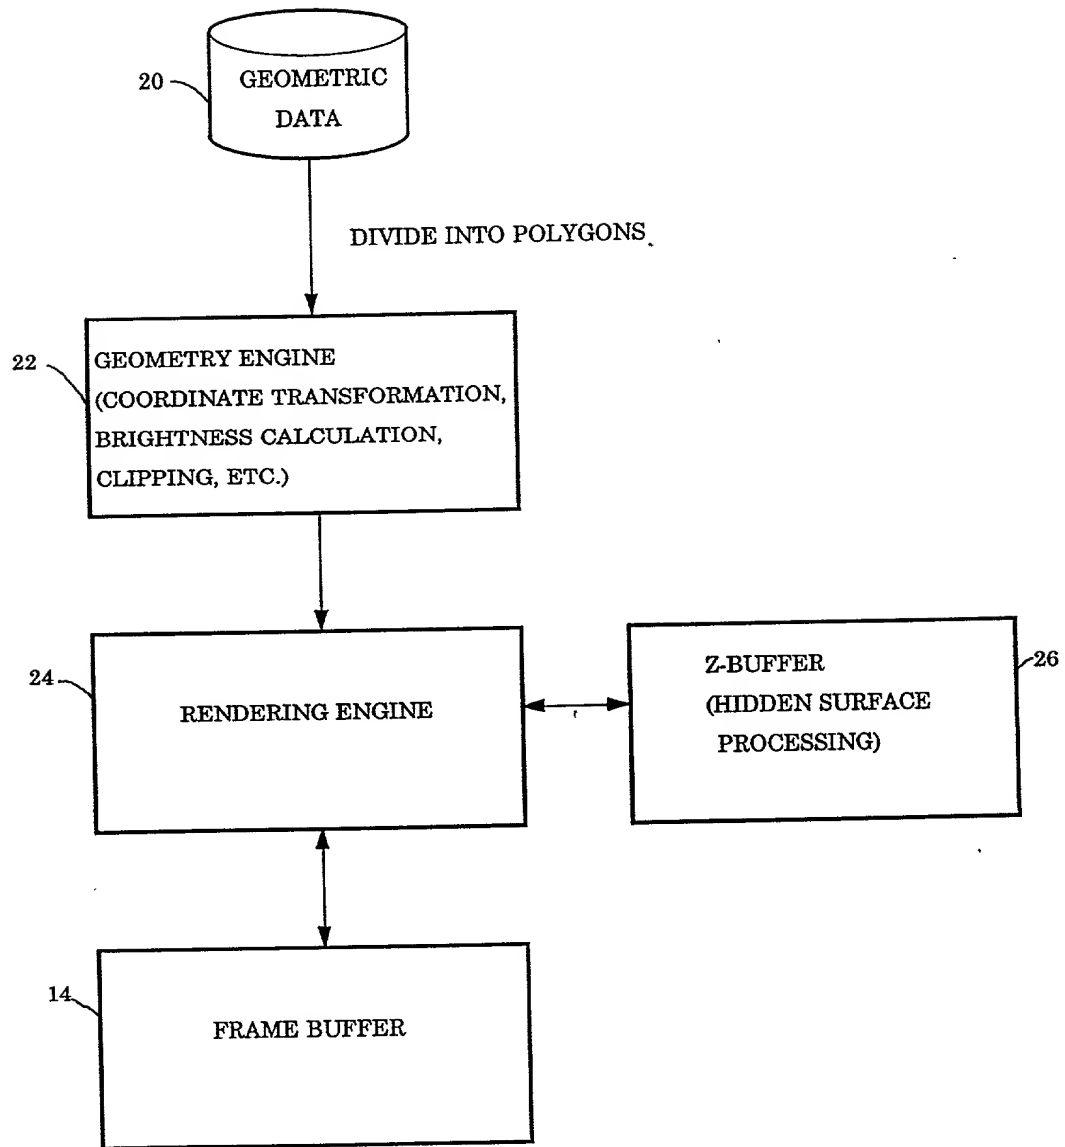 20
GEOMETRIC
DATA
DIVIDE INTO POLYGONS
22
GEOMETRY ENGINE
(COORDINATE TRANSFORMATION,
BRIGHTNESS CALCULATION,
CLIPPING, ETC.)
24
RENDERING ENGINE
Z-BUFFER
(HIDDEN SURFACE
PROCESSING)
26
14
FRAME BUFFER